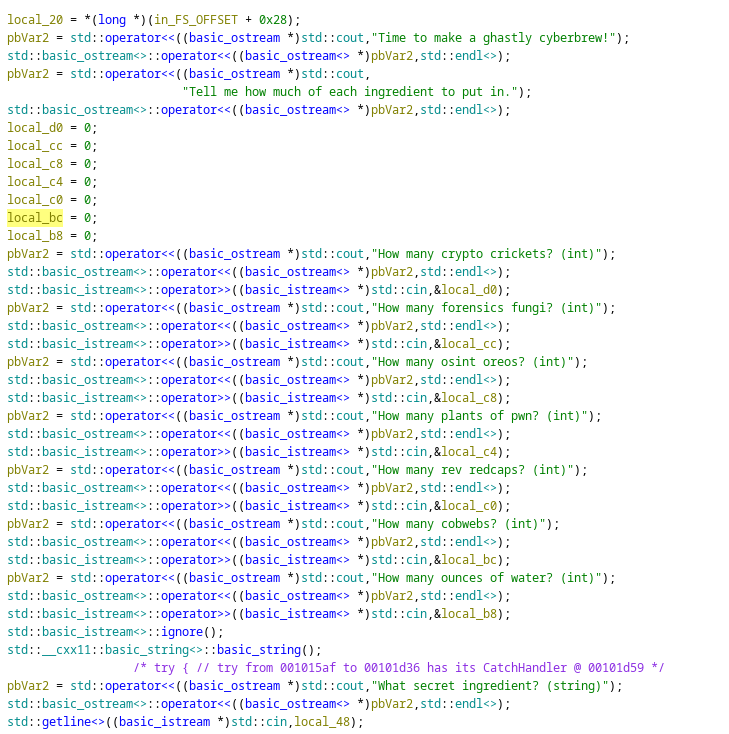 local_20 = *(long *)(in_FS_OFFSET + 0x28);
pbVar2 = std::operator<<((basic_ostream *)std::cout,"Time to make a ghastly cyberbrew!");
std::basic_ostream<>::operator<<((basic_ostream<> *)pbVar2,std::endl<>);
pbVar2 = std::operator<<((basic_ostream *)std::cout,
"Tell me how much of each ingredient to put in.");
std::basic_ostream<>::operator<<((basic_ostream<> *)pbVar2,std::endl<>);
local_d0 = 0;
local_cc = 0;
local_c8 = 0;
local_c4 = 0;
local_c0 = 0;
local_bc = 0;
local_b8 = 0;
pbVar2 = std::operator<<((basic_ostream *)std::cout,"How many crypto crickets? (int)");
std::basic_ostream<>::operator<<((basic_ostream<> *)pbVar2,std::endl<>);
std::basic_istream<>::operator>>((basic_istream<> *)std::cin,&local_d0);
pbVar2 = std::operator<<((basic_ostream *)std::cout,"How many forensics fungi? (int)");
std::basic_ostream<>::operator<<((basic_ostream<> *)pbVar2,std::endl<>);
std::basic_istream<>::operator>>((basic_istream<> *)std::cin,&local_cc);
pbVar2 = std::operator<<((basic_ostream *)std::cout,"How many osint oreos? (int)");
std::basic_ostream<>::operator<<((basic_ostream<> *)pbVar2,std::endl<>);
std::basic_istream<>::operator>>((basic_istream<> *)std::cin,&local_c8);
pbVar2 = std::operator<<((basic_ostream *)std::cout,"How many plants of pwn? (int)");
std::basic_ostream<>::operator<<((basic_ostream<> *)pbVar2,std::endl<>);
std::basic_istream<>::operator>>((basic_istream<> *)std::cin,&local_c4);
pbVar2 = std::operator<<((basic_ostream *)std::cout,"How many rev redcaps? (int)");
std::basic_ostream<>::operator<<((basic_ostream<> *)pbVar2,std::endl<>);
std::basic_istream<>::operator>>((basic_istream<> *)std::cin,&local_c0);
pbVar2 = std::operator<<((basic_ostream *)std::cout,"How many cobwebs? (int)");
std::basic_ostream<>::operator<<((basic_ostream<> *)pbVar2,std::endl<>);
std::basic_istream<>::operator>>((basic_istream<> *)std::cin,&local_bc);
pbVar2 = std::operator<<((basic_ostream *)std::cout,"How many ounces of water? (int)");
std::basic_ostream<>::operator<<((basic_ostream<> *)pbVar2,std::endl<>);
std::basic_istream<>::operator>>((basic_istream<> *)std::cin,&local_b8);
std::basic_istream<>::ignore();
std::__cxx11::basic_string<>::basic_string();
/* try { // try from 001015af to 00101d36 has its CatchHandler @ 00101d59 */
pbVar2 = std::operator<<((basic_ostream *)std::cout,"What secret ingredient? (string)");
std::basic_ostream<>::operator<<((basic_ostream<> *)pbVar2,std::endl<>);
std::getline<>((basic_istream *)std::cin,local_48);